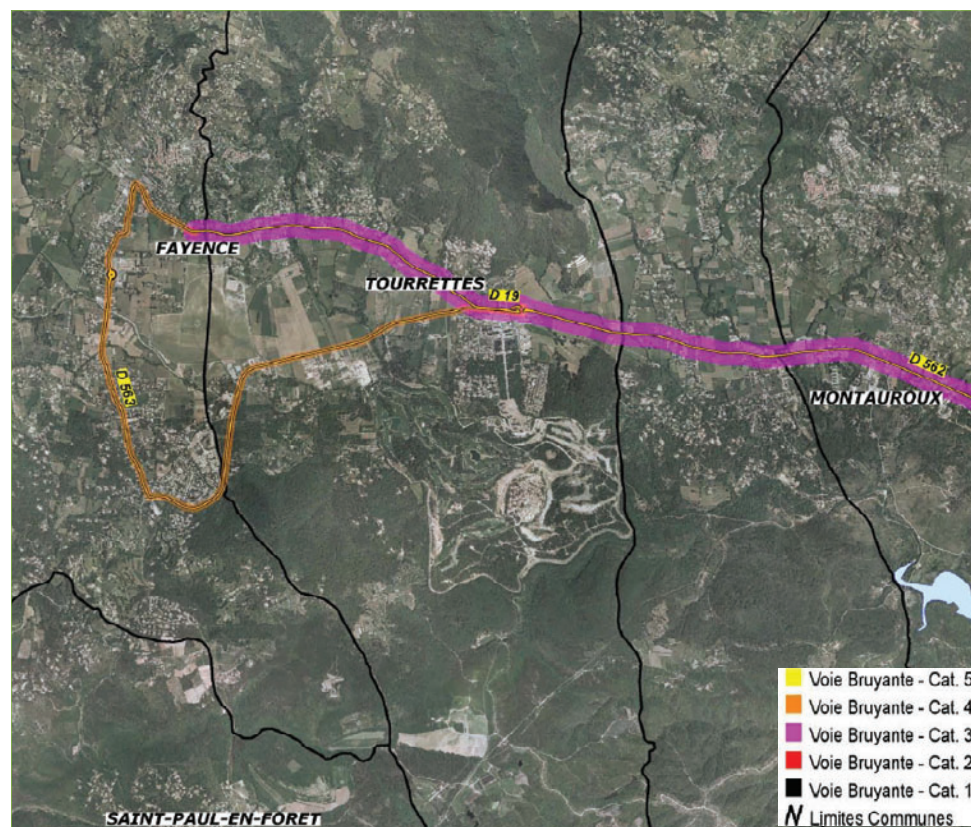 FAYENCE
TOURRETTES
D 19
D 562
D 563
MONTAUROUX
SAINT-PAUL-EN-FORET
Voie Bruyante - Cat. 5
Voie Bruyante - Cat. 4
Voie Bruyante - Cat. 3
Voie Bruyante - Cat. 2
Voie Bruyante - Cat. 1
Limites Communes